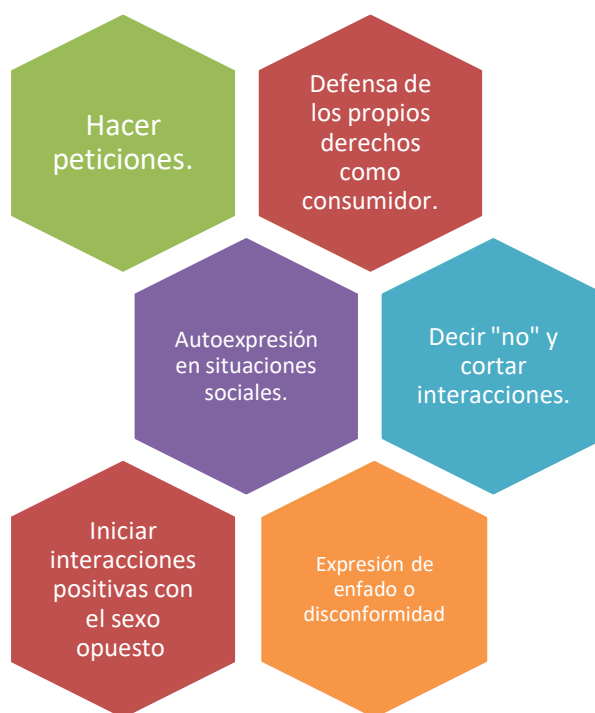 Hacer
peticiones.
Defensa de
los propios
derechos
como
consumidor.
Autoexpresión
en situaciones
sociales.
Decir "no" y
cortar
interacciones.
Iniciar
interacciones
positivas con
el sexo
opuesto
Expresión de
enfado o
disconformidad